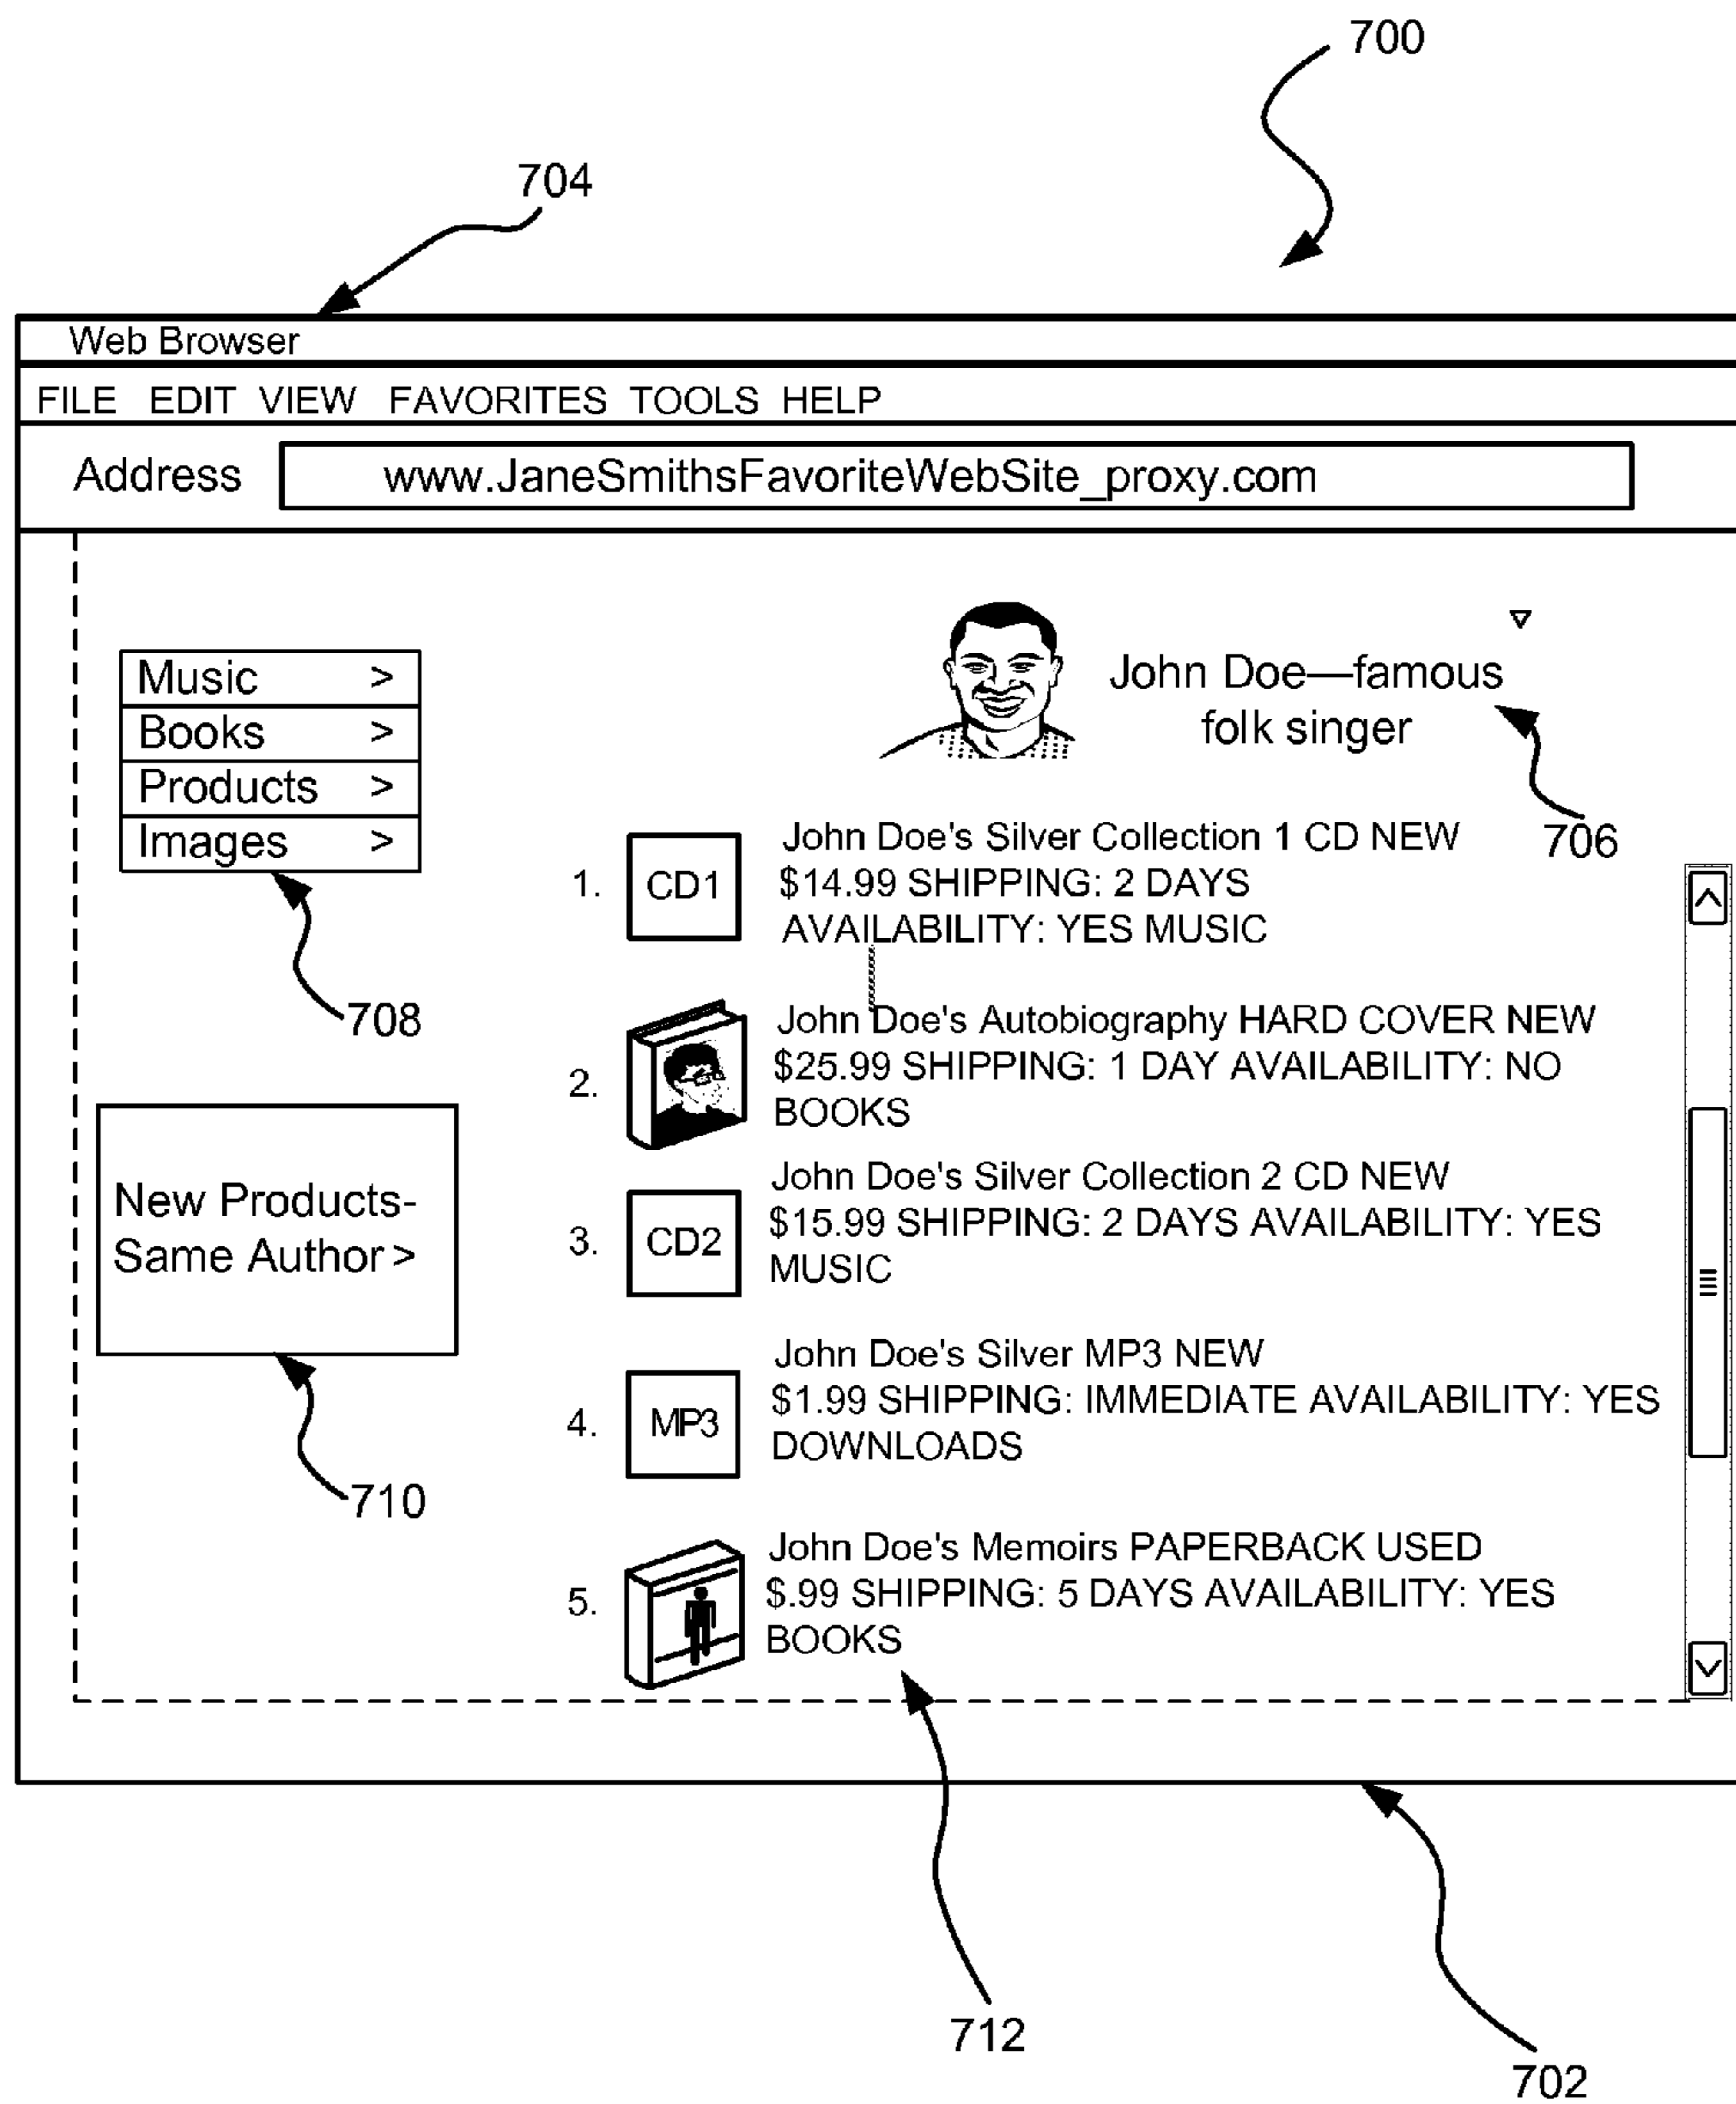 700
704
Web Browser
FILE EDIT VIEW FAVORITES TOOLS HELP
Address www.JaneSmithsFavoriteWebSite_proxy.com
Music >
Books >
Products >
Images >
708
New Products-
Same Author >
710
John Doe—famous
folk singer
706
1. CD1
John Doe's Silver Collection 1 CD NEW
$14.99 SHIPPING: 2 DAYS
AVAILABILITY: YES MUSIC
2.
John Doe's Autobiography HARD COVER NEW
$25.99 SHIPPING: 1 DAY AVAILABILITY: NO
BOOKS
3. CD2
John Doe's Silver Collection 2 CD NEW
$15.99 SHIPPING: 2 DAYS AVAILABILITY: YES
MUSIC
4. MP3
John Doe's Silver MP3 NEW
$1.99 SHIPPING: IMMEDIATE AVAILABILITY: YES
DOWNLOADS
5.
John Doe's Memoirs PAPERBACK USED
$.99 SHIPPING: 5 DAYS AVAILABILITY: YES
BOOKS
712
702